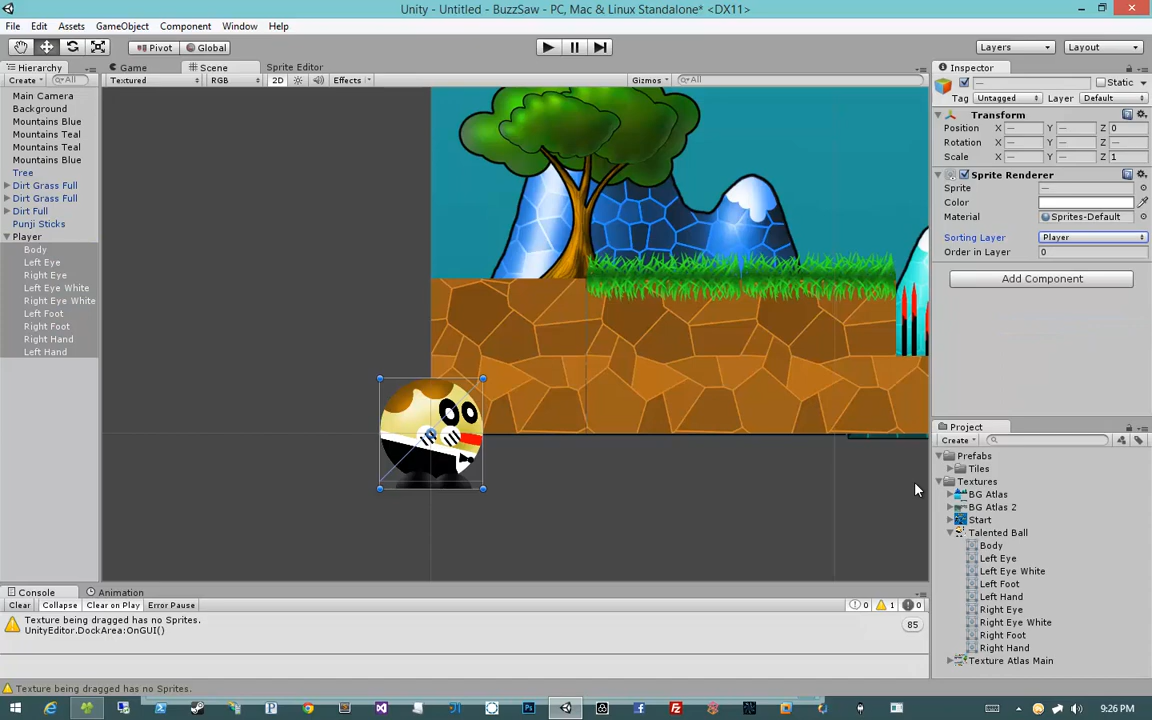 Unity - Untitled - BuzzSaw - PC, Mac & Linux Standalone* <DX11>
File Edit Assets GameObject Component Window Help
Pivot Global Layers Layout
Hierarchy
Create All
Main Camera
Background
Mountains Blue
Mountains Teal
Mountains Teal
Mountains Blue
Tree
Dirt Grass Full
Dirt Grass Full
Dirt Full
Punji Sticks
Player
Body
Left Eye
Right Eye
Left Eye White
Right Eye White
Left Foot
Right Foot
Right Hand
Left Hand
Game Scene Sprite Editor
Textured RGB 2D Effects Gizmos All
Inspector
— Static
Tag Untagged Layer Default
Transform
Position X — Y — Z 0
Rotation X — Y — Z —
Scale X — Y — Z 1
Sprite Renderer
Sprite —
Color
Material Sprites-Default
Sorting Layer Player
Order in Layer 0
Add Component
Project
Create
Prefabs
Tiles
Textures
BG Atlas
BG Atlas 2
Start
Talented Ball
Body
Left Eye
Left Eye White
Left Foot
Left Hand
Right Eye
Right Eye White
Right Foot
Right Hand
Texture Atlas Main
Console Animation
Clear Collapse Clear on Play Error Pause 0 1 0
Texture being dragged has no Sprites.
UnityEditor.DockArea:OnGUI()
85
Texture being dragged has no Sprites.
9:26 PM